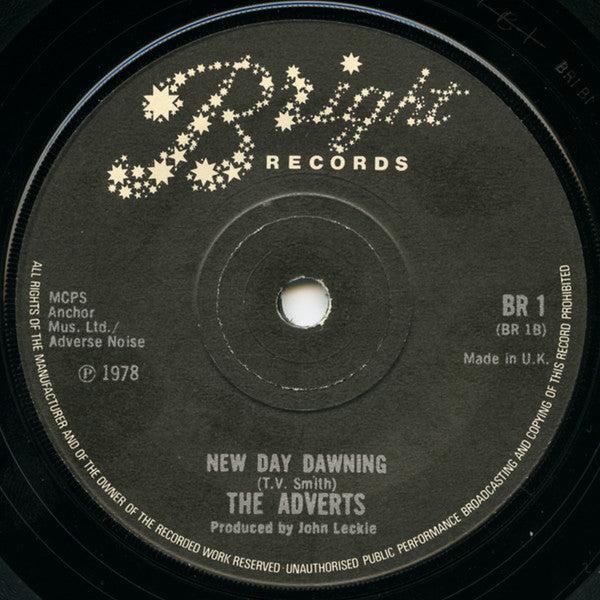 Bright
RECORDS
MCPS
Anchor
Mus. Ltd./
Adverse Noise
℗ 1978
BR 1
(BR 1B)
Made in U.K.
NEW DAY DAWNING
(T.V. Smith)
THE ADVERTS
Produced by John Leckie
ALL RIGHTS OF THE MANUFACTURER AND OF THE OWNER OF THE RECORDED WORK RESERVED · UNAUTHORISED PUBLIC PERFORMANCE BROADCASTING AND COPYING OF THIS RECORD PROHIBITED